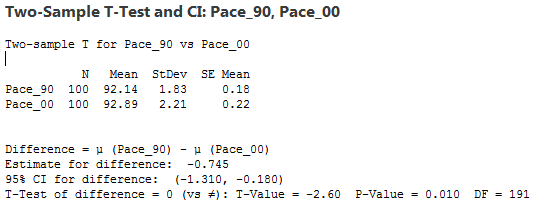 Two-Sample T-Test and CI: Pace_90, Pace_00
Two-sample T for Pace_90 vs Pace_00
N Mean StDev SE Mean
Pace_90 100 92.14 1.83 0.18
Pace_00 100 92.89 2.21 0.22
Difference = μ (Pace_90) - μ (Pace_00)
Estimate for difference: -0.745
95% CI for difference: (-1.310, -0.180)
T-Test of difference = 0 (vs ≠): T-Value = -2.60 P-Value = 0.010 DF = 191